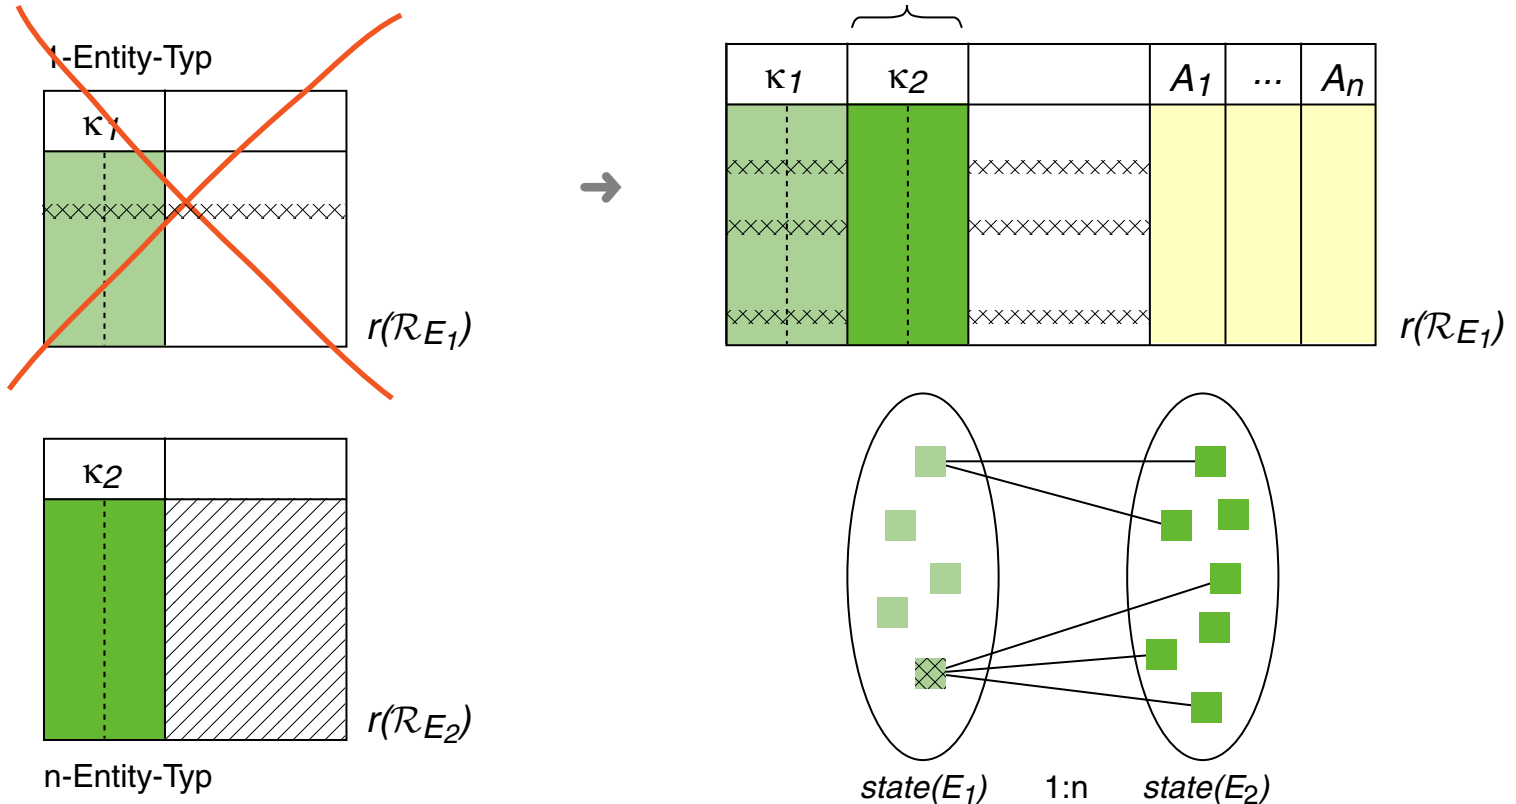 1-Entity-Typ
κ1
r(ℛE1)
κ2
r(ℛE2)
n-Entity-Typ
κ1 κ2 A1 ... An
r(ℛE1)
state(E1) 1:n state(E2)